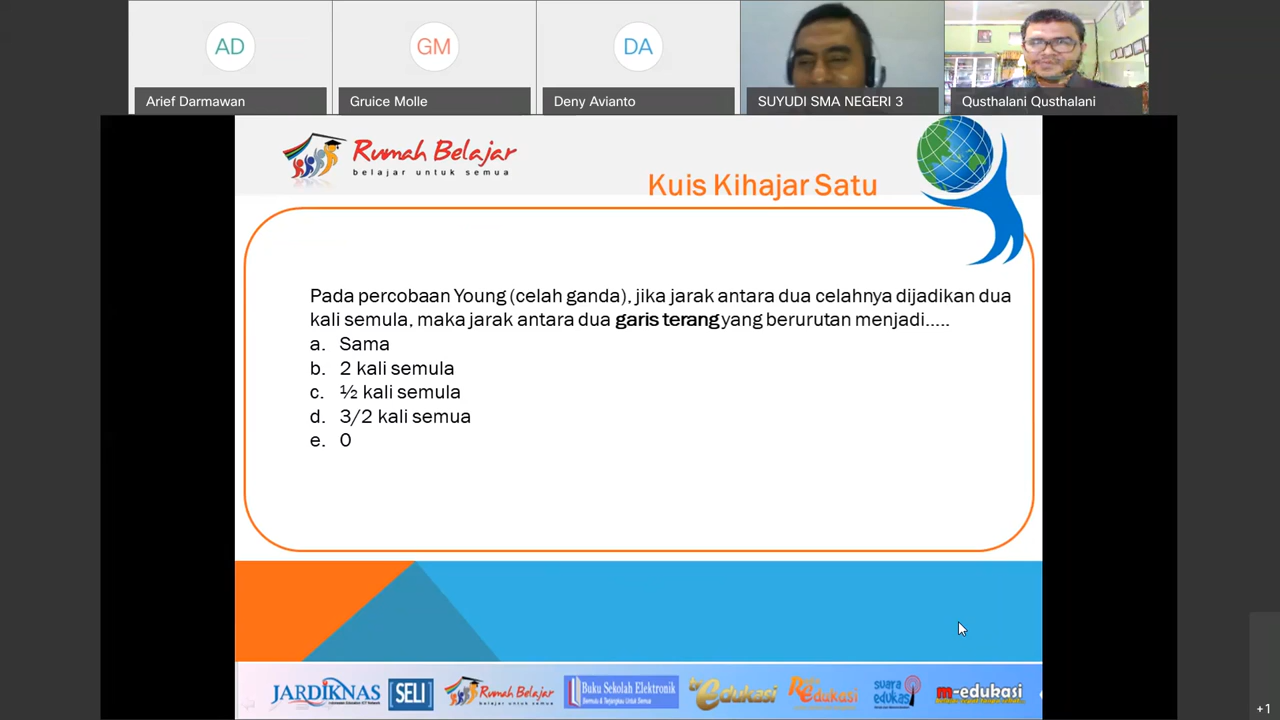 AD
GM
DA
Arief Darmawan
Gruice Molle
Deny Avianto
SUYUDI SMA NEGERI 3
Qusthalani Qusthalani
Rumah Belajar
belajar untuk semua
Kuis Kihajar Satu
Pada percobaan Young (celah ganda), jika jarak antara dua celahnya dijadikan dua
kali semula, maka jarak antara dua garis terang yang berurutan menjadi.....
a. Sama
b. 2 kali semula
c. ½ kali semula
d. 3/2 kali semua
e. 0
JARDIKNAS
SELI
Rumah Belajar
Buku Sekolah Elektronik
edukasi
Radio edukasi
suara edukasi
m-edukasi
+1